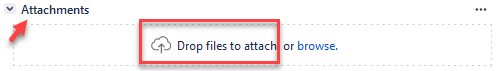 Attachments
Drop files to attach, or browse.